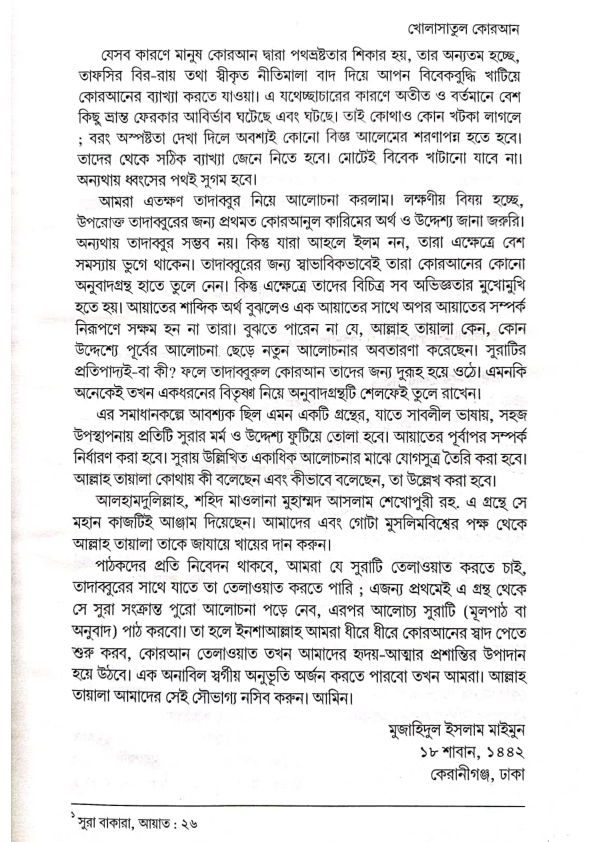 খোলাসাতুল কোরআন
যেসব কারণে মানুষ কোরআন দ্বারা পথভ্রষ্টতার শিকার হয়, তার অন্যতম হচ্ছে,
তাফসির বির-রায় তথা স্বীকৃত নীতিমালা বাদ দিয়ে আপন বিবেকবুদ্ধি খাটিয়ে
কোরআনের ব্যাখ্যা করতে যাওয়া। এ যথেচ্ছাচারের কারণে অতীত ও বর্তমানে বেশ
কিছু ভ্রান্ত ফেরকার আবির্ভাব ঘটেছে এবং ঘটছে। তাই কোথাও কোন খটকা লাগলে
; বরং অস্পষ্টতা দেখা দিলে অবশ্যই কোনো বিজ্ঞ আলেমের শরণাপন্ন হতে হবে।
তাদের থেকে সঠিক ব্যাখ্যা জেনে নিতে হবে। মোটেই বিবেক খাটানো যাবে না।
অন্যথায় ধ্বংসের পথই সুগম হবে।
আমরা এতক্ষণ তাদাব্বুর নিয়ে আলোচনা করলাম। লক্ষণীয় বিষয় হচ্ছে,
উপরোক্ত তাদাব্বুরের জন্য প্রথমত কোরআনুল কারিমের অর্থ ও উদ্দেশ্য জানা জরুরি।
অন্যথায় তাদাব্বুর সম্ভব নয়। কিন্তু যারা আহলে ইলম নন, তারা এক্ষেত্রে বেশ
সমস্যায় ভুগে থাকেন। তাদাব্বুরের জন্য স্বাভাবিকভাবেই তারা কোরআনের কোনো
অনুবাদগ্রন্থ হাতে তুলে নেন। কিন্তু এক্ষেত্রে তাদের বিচিত্র সব অভিজ্ঞতার মুখোমুখি
হতে হয়। আয়াতের শাব্দিক অর্থ বুঝলেও এক আয়াতের সাথে অপর আয়াতের সম্পর্ক
নিরূপণে সক্ষম হন না তারা। বুঝতে পারেন না যে, আল্লাহ তায়ালা কেন, কোন
উদ্দেশ্যে পূর্বের আলোচনা ছেড়ে নতুন আলোচনার অবতারণা করেছেন। সুরাটির
প্রতিপাদ্যই-বা কী? ফলে তাদাব্বুরুল কোরআন তাদের জন্য দুরূহ হয়ে ওঠে। এমনকি
অনেকেই তখন একধরনের বিতৃষ্ণা নিয়ে অনুবাদগ্রন্থটি শেলফেই তুলে রাখেন।
এর সমাধানকল্পে আবশ্যক ছিল এমন একটি গ্রন্থের, যাতে সাবলীল ভাষায়, সহজ
উপস্থাপনায় প্রতিটি সুরার মর্ম ও উদ্দেশ্য ফুটিয়ে তোলা হবে। আয়াতের পূর্বাপর সম্পর্ক
নির্ধারণ করা হবে। সুরায় উল্লিখিত একাধিক আলোচনার মাঝে যোগসূত্র তৈরি করা হবে।
আল্লাহ তায়ালা কোথায় কী বলেছেন এবং কীভাবে বলেছেন, তা উল্লেখ করা হবে।
আলহামদুলিল্লাহ, শহিদ মাওলানা মুহাম্মদ আসলাম শেখোপুরী রহ. এ গ্রন্থে সে
মহান কাজটিই আঞ্জাম দিয়েছেন। আমাদের এবং গোটা মুসলিমবিশ্বের পক্ষ থেকে
আল্লাহ তায়ালা তাকে জাযায়ে খায়ের দান করুন।
পাঠকদের প্রতি নিবেদন থাকবে, আমরা যে সুরাটি তেলাওয়াত করতে চাই,
তাদাব্বুরের সাথে যাতে তা তেলাওয়াত করতে পারি ; এজন্য প্রথমেই এ গ্রন্থ থেকে
সে সুরা সংক্রান্ত পুরো আলোচনা পড়ে নেব, এরপর আলোচ্য সুরাটি (মূলপাঠ বা
অনুবাদ) পাঠ করবো। তা হলে ইনশাআল্লাহ আমরা ধীরে ধীরে কোরআনের স্বাদ পেতে
শুরু করব, কোরআন তেলাওয়াত তখন আমাদের হৃদয়-আত্মার প্রশান্তির উপাদান
হয়ে উঠবে। এক অনাবিল স্বর্গীয় অনুভূতি অর্জন করতে পারবো তখন আমরা। আল্লাহ
তায়ালা আমাদের সেই সৌভাগ্য নসিব করুন। আমিন।
মুজাহিদুল ইসলাম মাইমুন
১৮ শাবান, ১৪৪২
কেরানীগঞ্জ, ঢাকা
১ সুরা বাকারা, আয়াত : ২৬